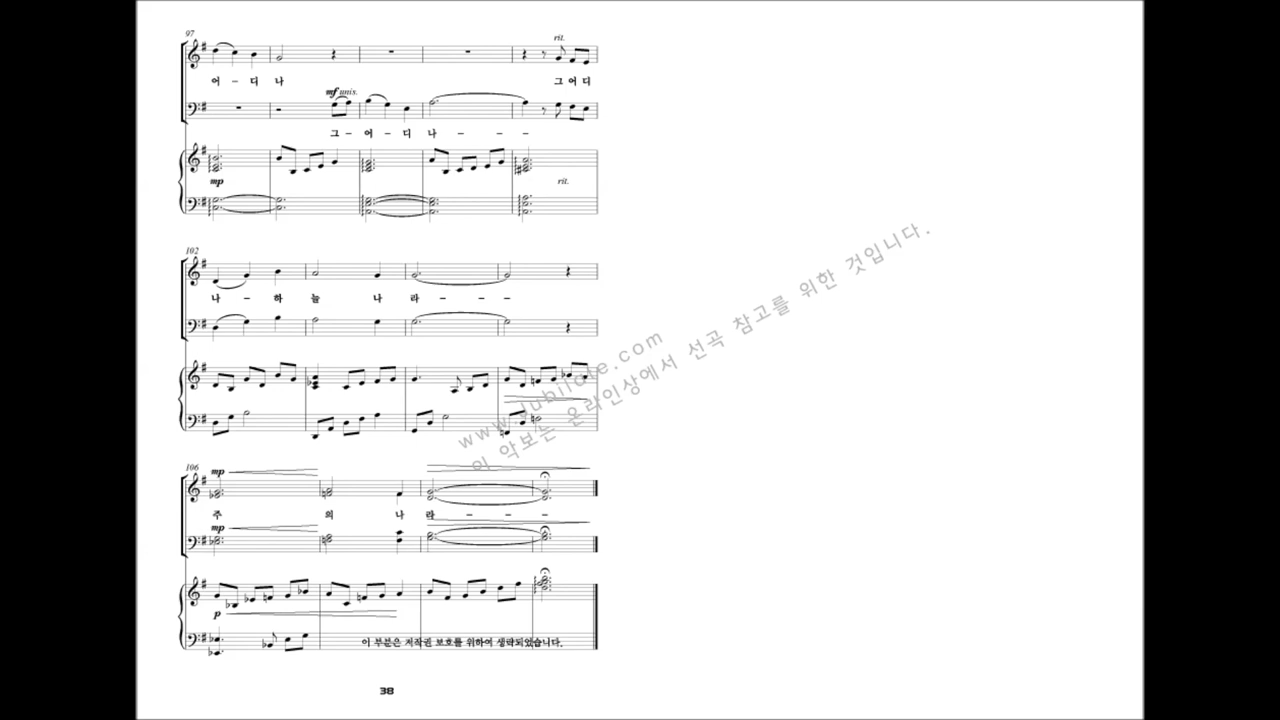 97
rit.
어 - 디 나 그 어 디
mf unis.
그 - 어 - 디 나 - - -
mp
rit.
102
나 - 하 늘 나 라 - - -
www.jubilate.com
이 악보는 온라인상에서 선곡 참고를 위한 것입니다.
106
mp
주 의 나 라 - - -
mp
p
이 부분은 저작권 보호를 위하여 생략되었습니다.
38